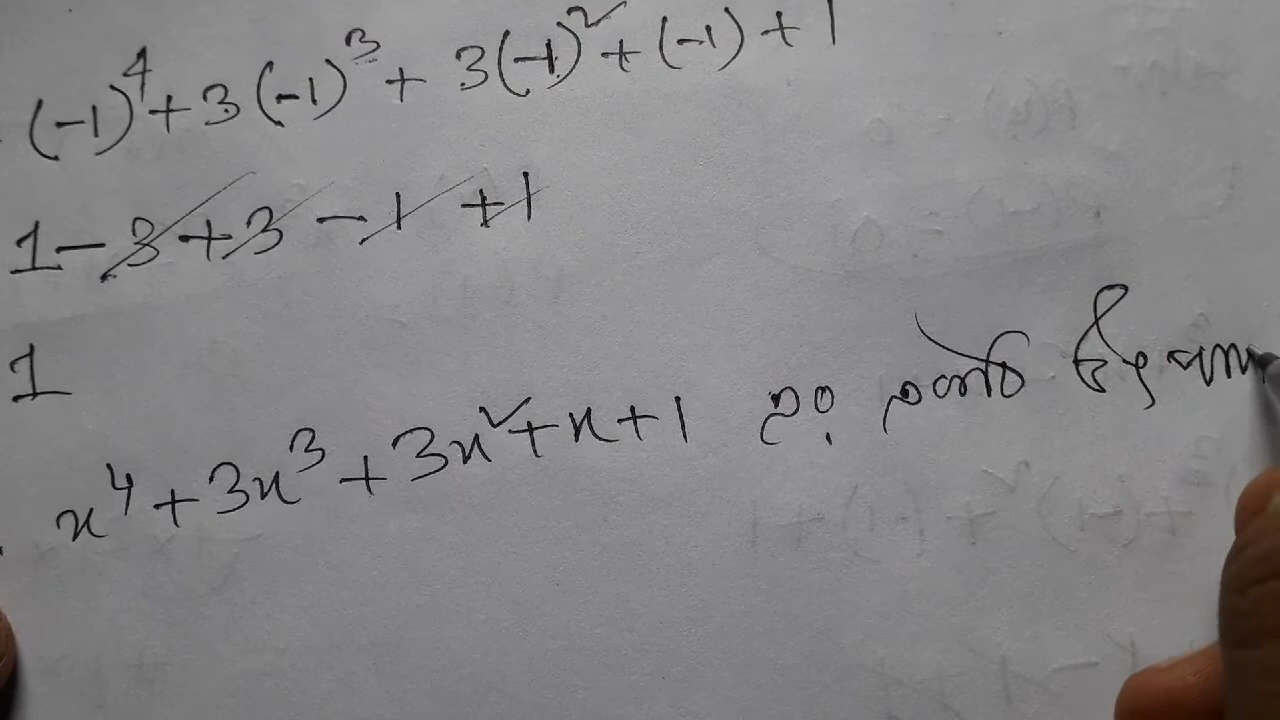 (-1)⁴ + 3(-1)³ + 3(-1)² + (-1) + 1
1 - 3 + 3 - 1 + 1
1
x⁴ + 3x³ + 3x² + x + 1